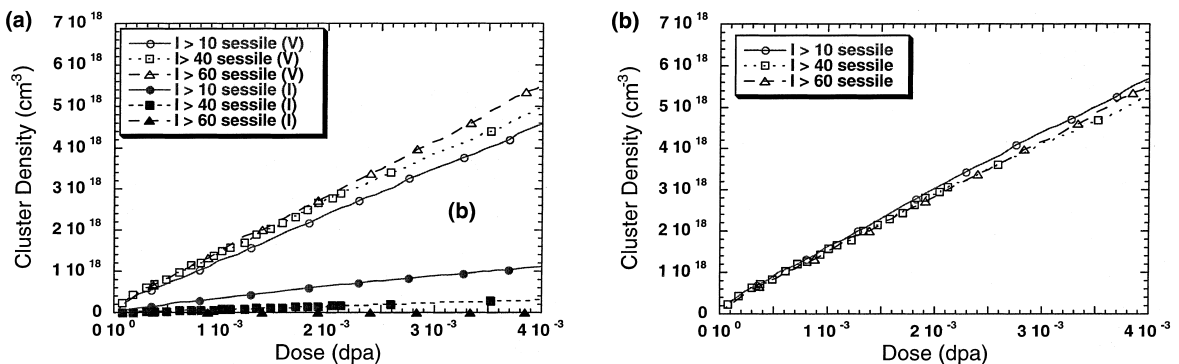 (a)
Cluster Density (cm-3)
7 10 18
6 10 18
5 10 18
4 10 18
3 10 18
2 10 18
1 10 18
0
I > 10 sessile (V)
I> 40 sessile (V)
I > 60 sessile (V)
I > 10 sessile (I)
I > 40 sessile (I)
I > 60 sessile (I)
(b)
0 10 0
1 10 -3
2 10 -3
3 10 -3
4 10 -3
Dose (dpa)
(b)
Cluster Density (cm-3)
7 10 18
6 10 18
5 10 18
4 10 18
3 10 18
2 10 18
1 10 18
0
I > 10 sessile
I > 40 sessile
I > 60 sessile
0 10 0
1 10 -3
2 10 -3
3 10 -3
4 10 -3
Dose (dpa)